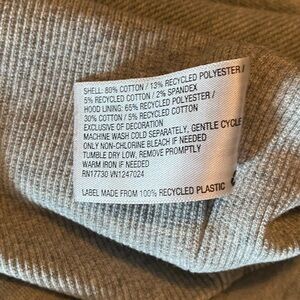 SHELL: 80% COTTON / 13% RECYCLED POLYESTER /
5% RECYCLED COTTON / 2% SPANDEX
HOOD LINING: 65% RECYCLED POLYESTER /
30% COTTON / 5% RECYCLED COTTON
EXCLUSIVE OF DECORATION
MACHINE WASH COLD SEPARATELY, GENTLE CYCLE
ONLY NON-CHLORINE BLEACH IF NEEDED
TUMBLE DRY LOW, REMOVE PROMPTLY
WARM IRON IF NEEDED
RN17730 VN1247024
LABEL MADE FROM 100% RECYCLED PLASTIC